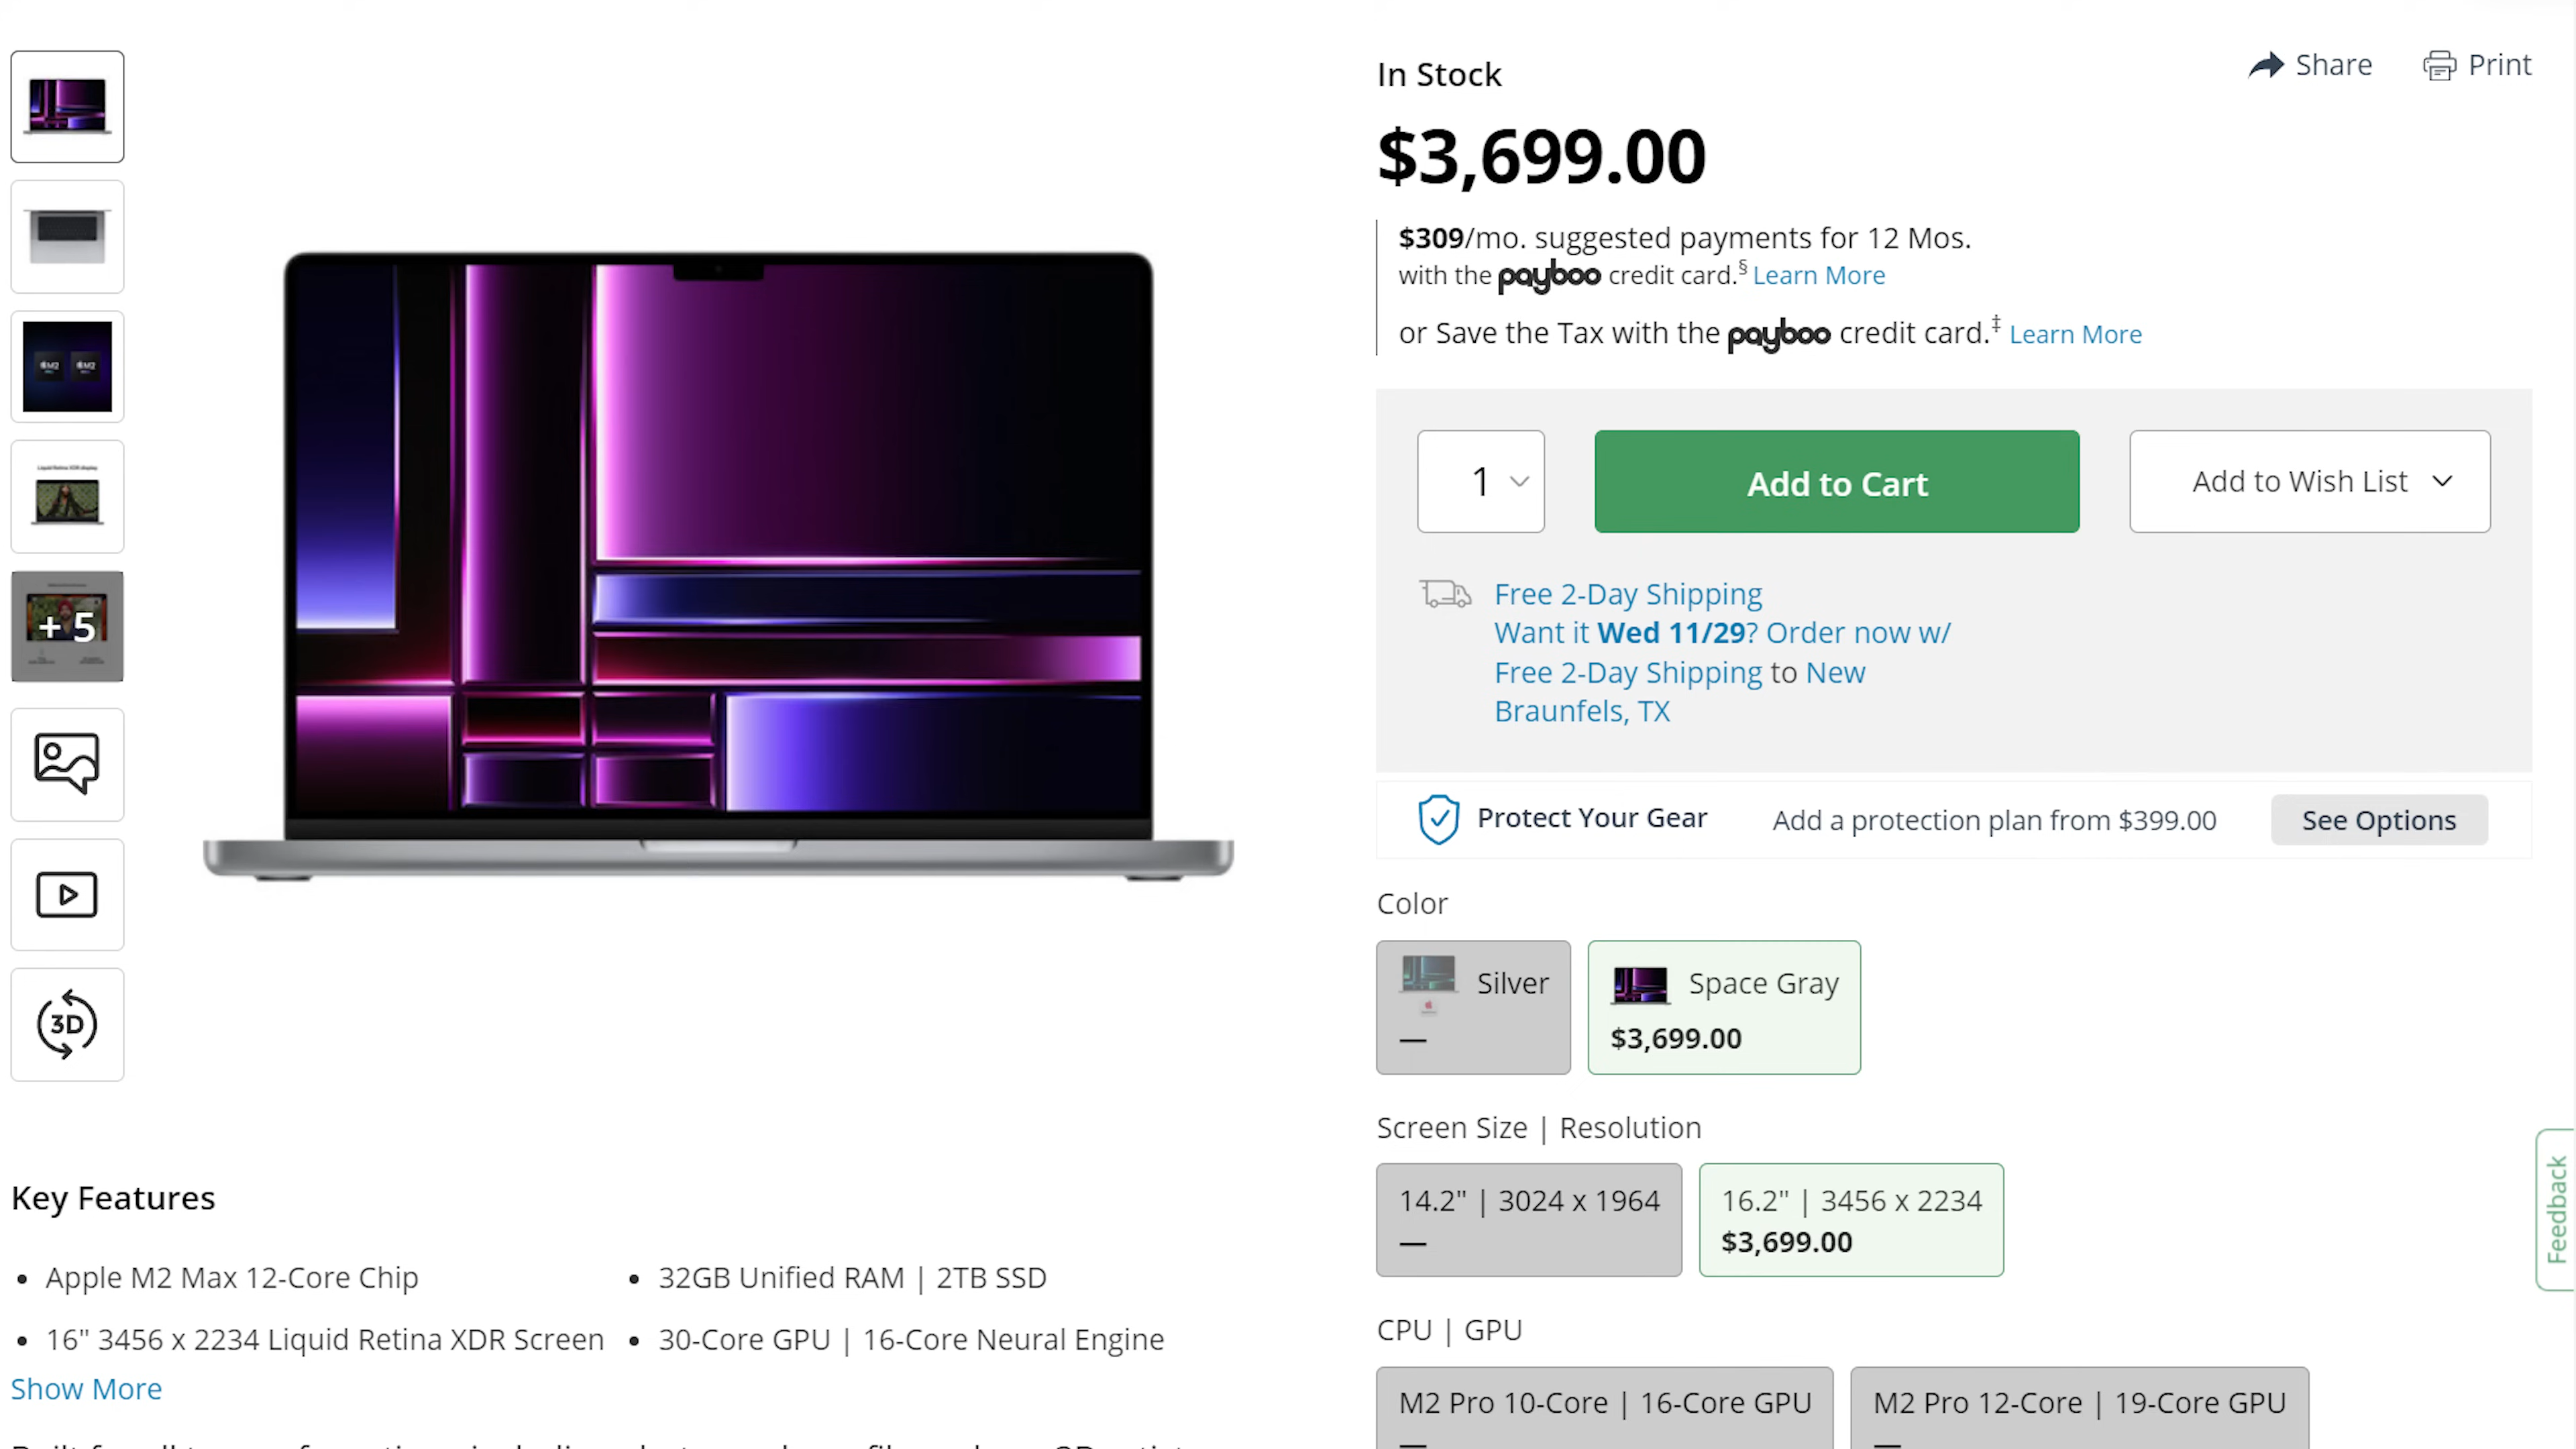 In Stock
Share
Print
$3,699.00
$309/mo. suggested payments for 12 Mos.
with the payboo credit card.§ Learn More
or Save the Tax with the payboo credit card.‡ Learn More
1
Add to Cart
Add to Wish List
Free 2-Day Shipping
Want it Wed 11/29? Order now w/
Free 2-Day Shipping to New
Braunfels, TX
Protect Your Gear
Add a protection plan from $399.00
See Options
Color
Silver
—
Space Gray
$3,699.00
Screen Size | Resolution
14.2" | 3024 x 1964
—
16.2" | 3456 x 2234
$3,699.00
CPU | GPU
M2 Pro 10-Core | 16-Core GPU
—
M2 Pro 12-Core | 19-Core GPU
—
Feedback
M2
M2
Liquid Retina XDR display
+ 5
3D
Key Features
• Apple M2 Max 12-Core Chip
• 16" 3456 x 2234 Liquid Retina XDR Screen
• 32GB Unified RAM | 2TB SSD
• 30-Core GPU | 16-Core Neural Engine
Show More